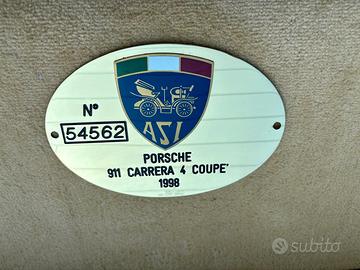 N°
54562
ASI
PORSCHE
911 CARRERA 4 COUPE'
1998
subito